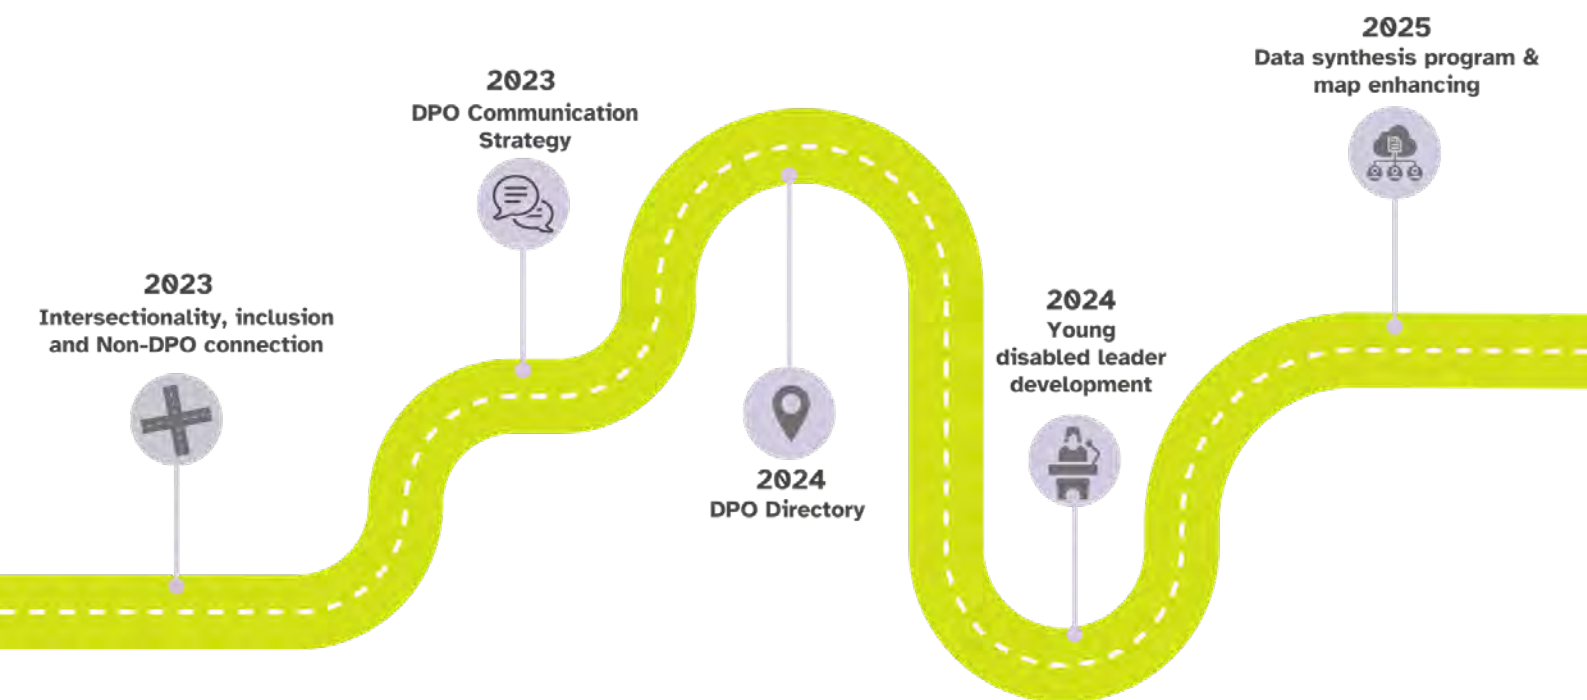 2023
Intersectionality, inclusion
and Non-DPO connection
2023
DPO Communication
Strategy
2024
DPO Directory
2024
Young
disabled leader
development
2025
Data synthesis program &
map enhancing